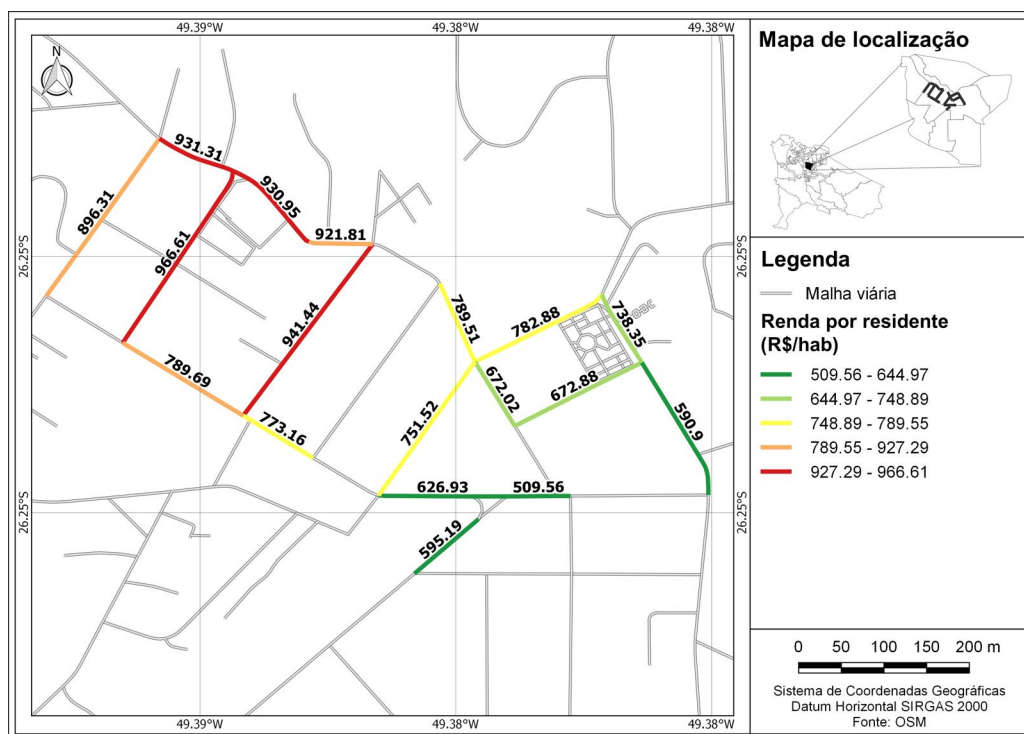 49.39°W
49.38°W
49.38°W
N
931.31
930.95
921.81
896.31
966.61
941.44
789.69
773.16
789.51
782.88
738.35
672.02
672.88
751.52
590.9
626.93
509.56
595.19
26.25°S
26.25°S
26.25°S
26.25°S
49.39°W
49.38°W
49.38°W
Mapa de localização
Legenda
Malha viária
Renda por residente
(R$/hab)
509.56 - 644.97
644.97 - 748.89
748.89 - 789.55
789.55 - 927.29
927.29 - 966.61
0 50 100 150 200 m
Sistema de Coordenadas Geográficas
Datum Horizontal SIRGAS 2000
Fonte: OSM